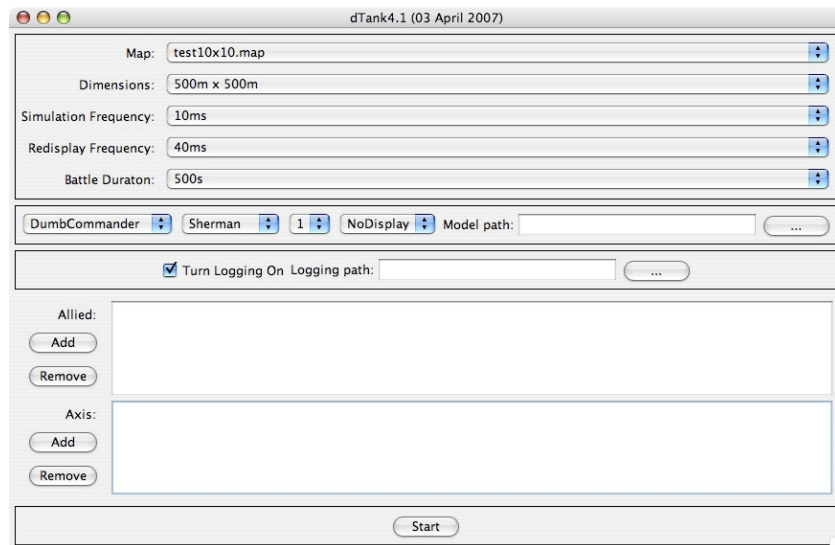 dTank4.1 (03 April 2007)
Map: test10x10.map
Dimensions: 500m x 500m
Simulation Frequency: 10ms
Redisplay Frequency: 40ms
Battle Duraton: 500s
DumbCommander Sherman 1 NoDisplay Model path: ...
Turn Logging On Logging path: ...
Allied:
Add
Remove
Axis:
Add
Remove
Start